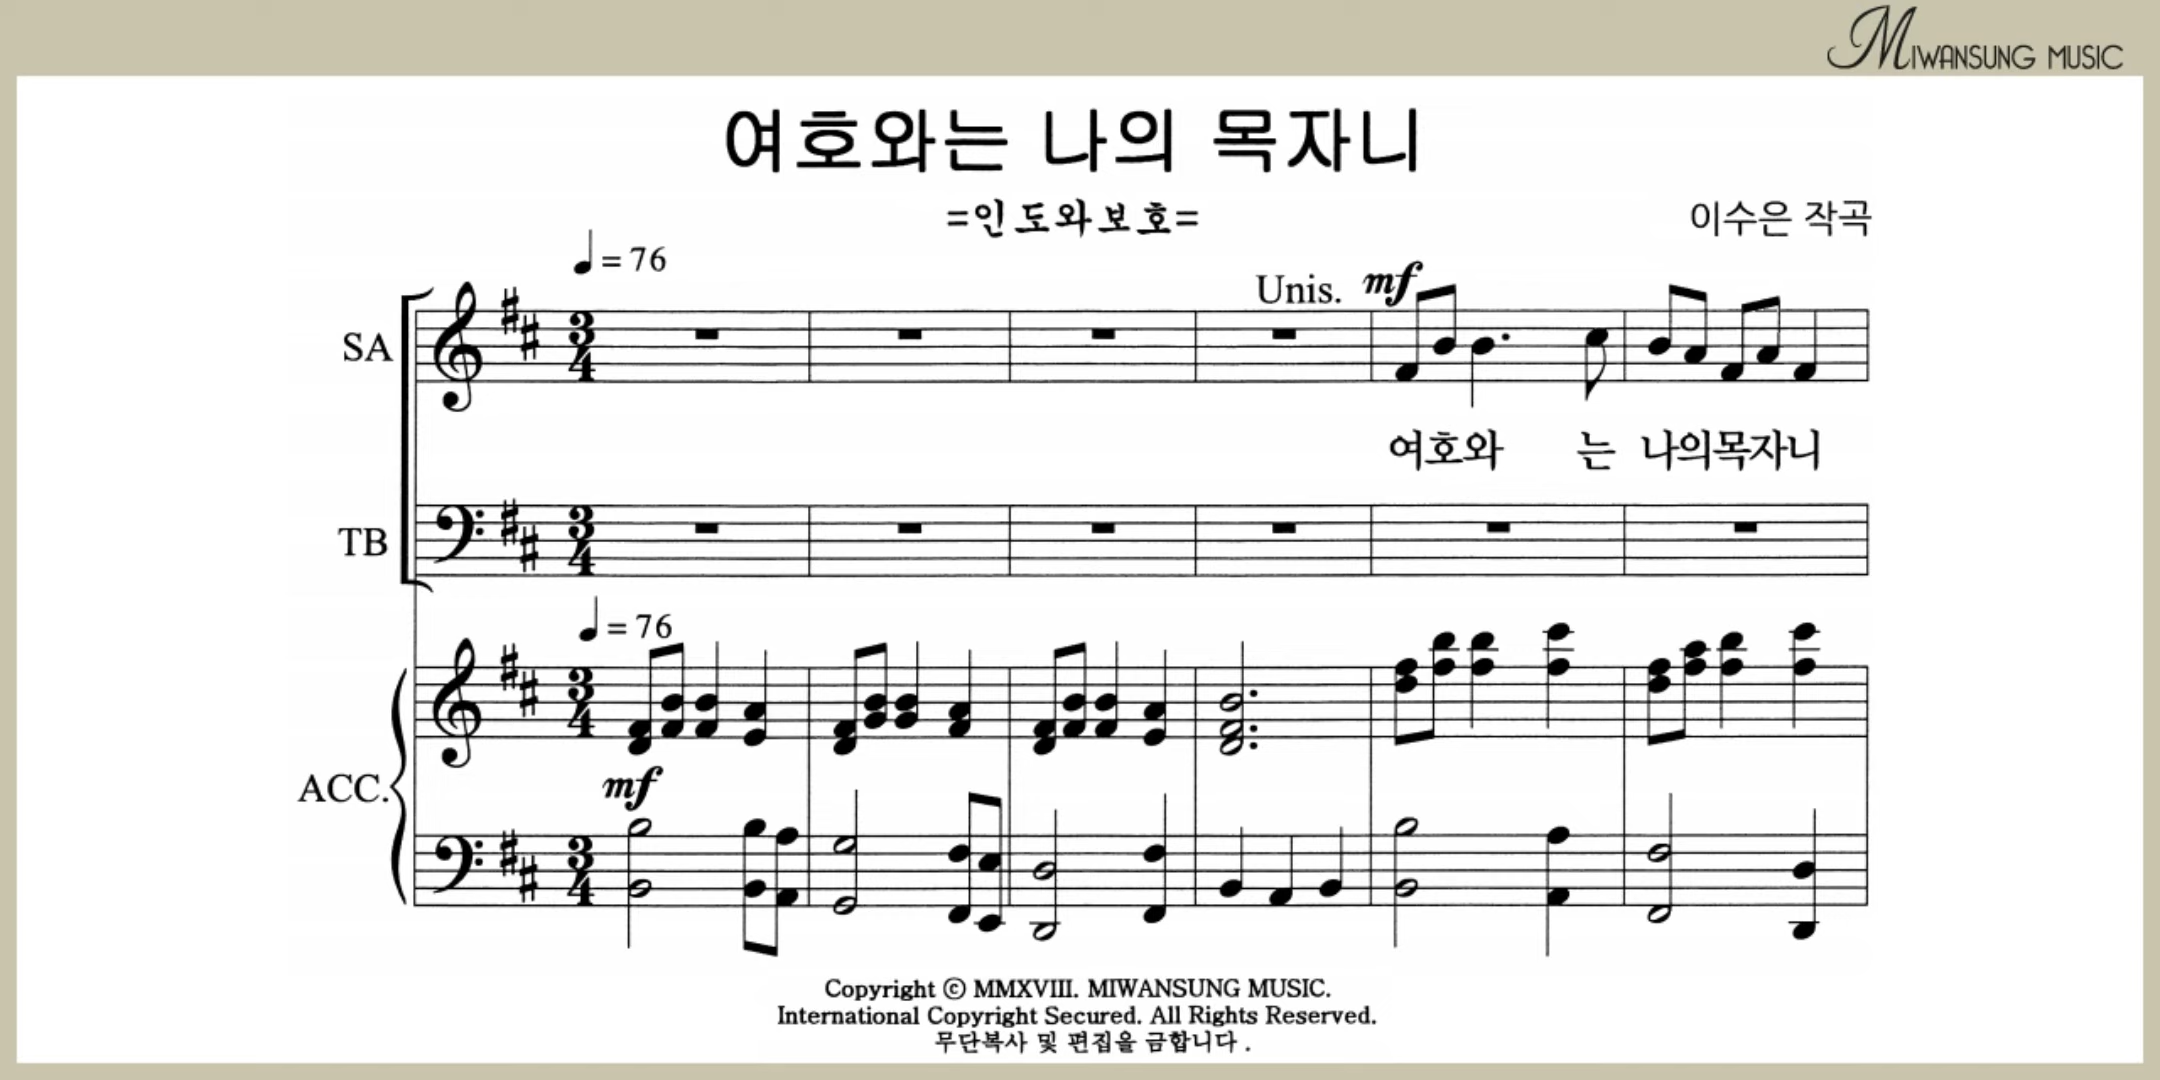 MIWANSUNG MUSIC
여호와는 나의 목자니
=인도와보호=
이수은 작곡
♩= 76
Unis. mf
SA
여호와 는 나의목자니
TB
♩= 76
ACC.
mf
Copyright ⓒ MMXVIII. MIWANSUNG MUSIC.
International Copyright Secured. All Rights Reserved.
무단복사 및 편집을 금합니다.